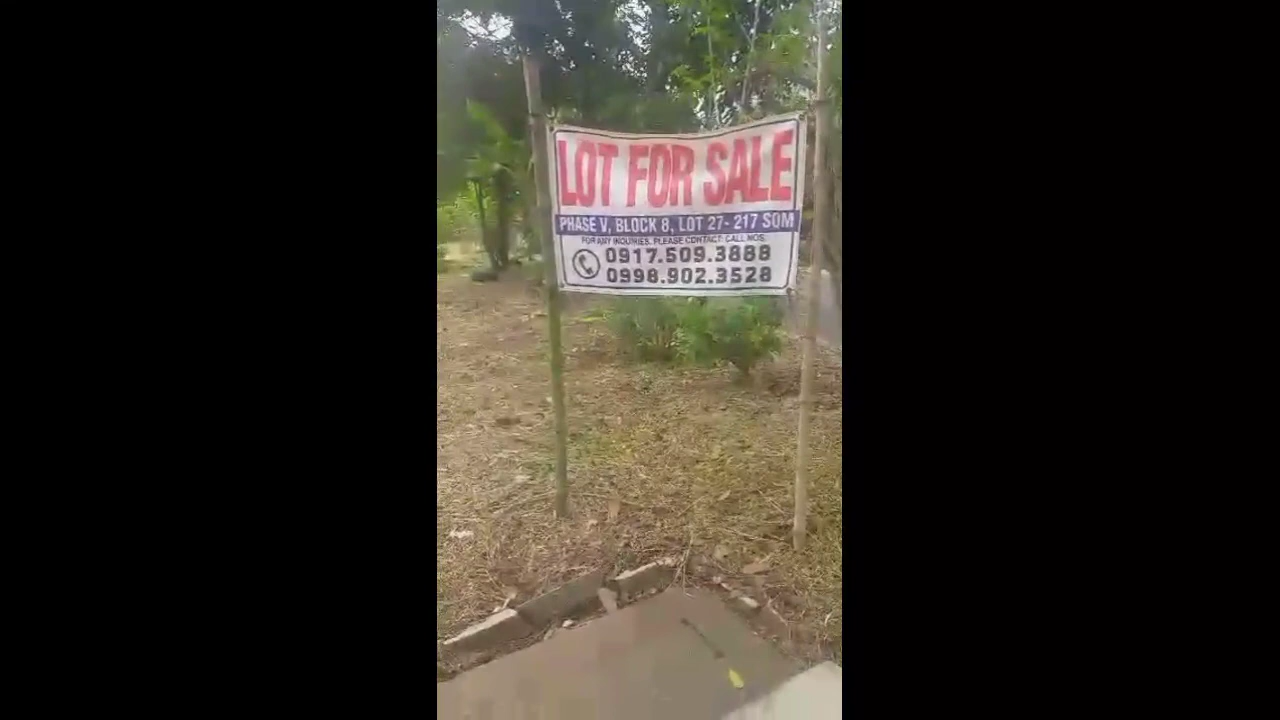 LOT FOR SALE
PHASE V, BLOCK 8, LOT 27- 217 SQM
FOR ANY INQUIRIES, PLEASE CONTACT: CALL NOS.
0917.509.3888
0998.902.3528